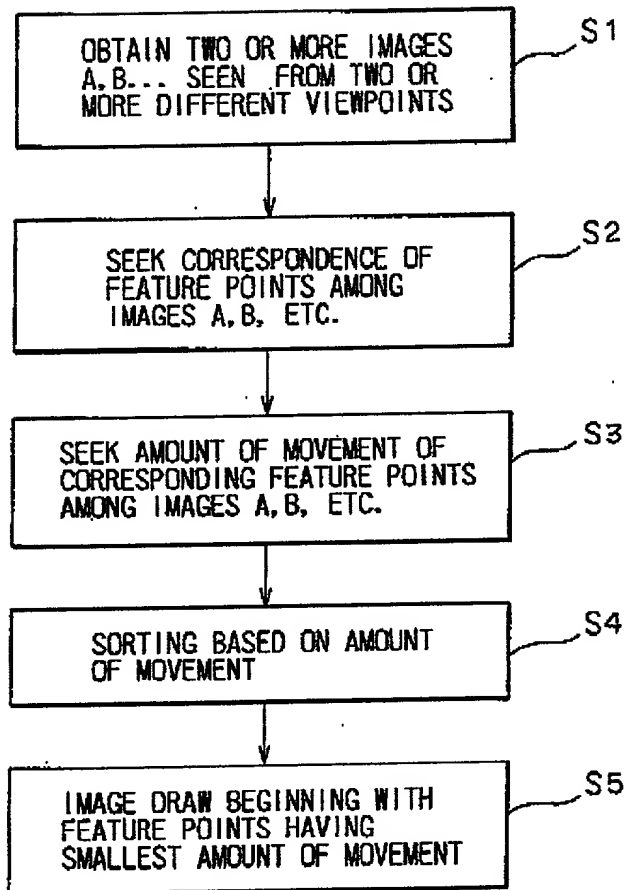 OBTAIN TWO OR MORE IMAGES
A,B... SEEN FROM TWO OR
MORE DIFFERENT VIEWPOINTS
S1
SEEK CORRESPONDENCE OF
FEATURE POINTS AMONG
IMAGES A,B, ETC.
S2
SEEK AMOUNT OF MOVEMENT OF
CORRESPONDING FEATURE POINTS
AMONG IMAGES A,B, ETC.
S3
SORTING BASED ON AMOUNT
OF MOVEMENT
S4
IMAGE DRAW BEGINNING WITH
FEATURE POINTS HAVING
SMALLEST AMOUNT OF MOVEMENT
S5